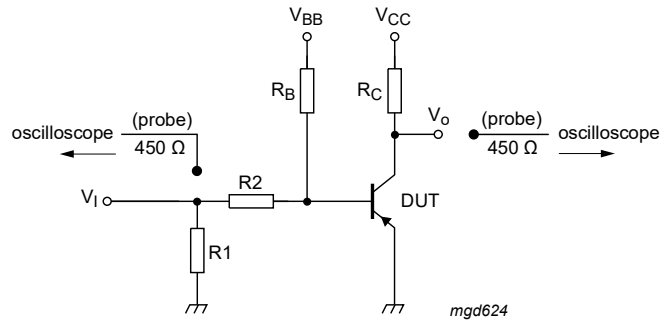 V_BB
V_CC
R_B
R_C
(probe)
oscilloscope
450 Ω
V_o
(probe)
oscilloscope
450 Ω
R2
V_I
DUT
R1
mgd624